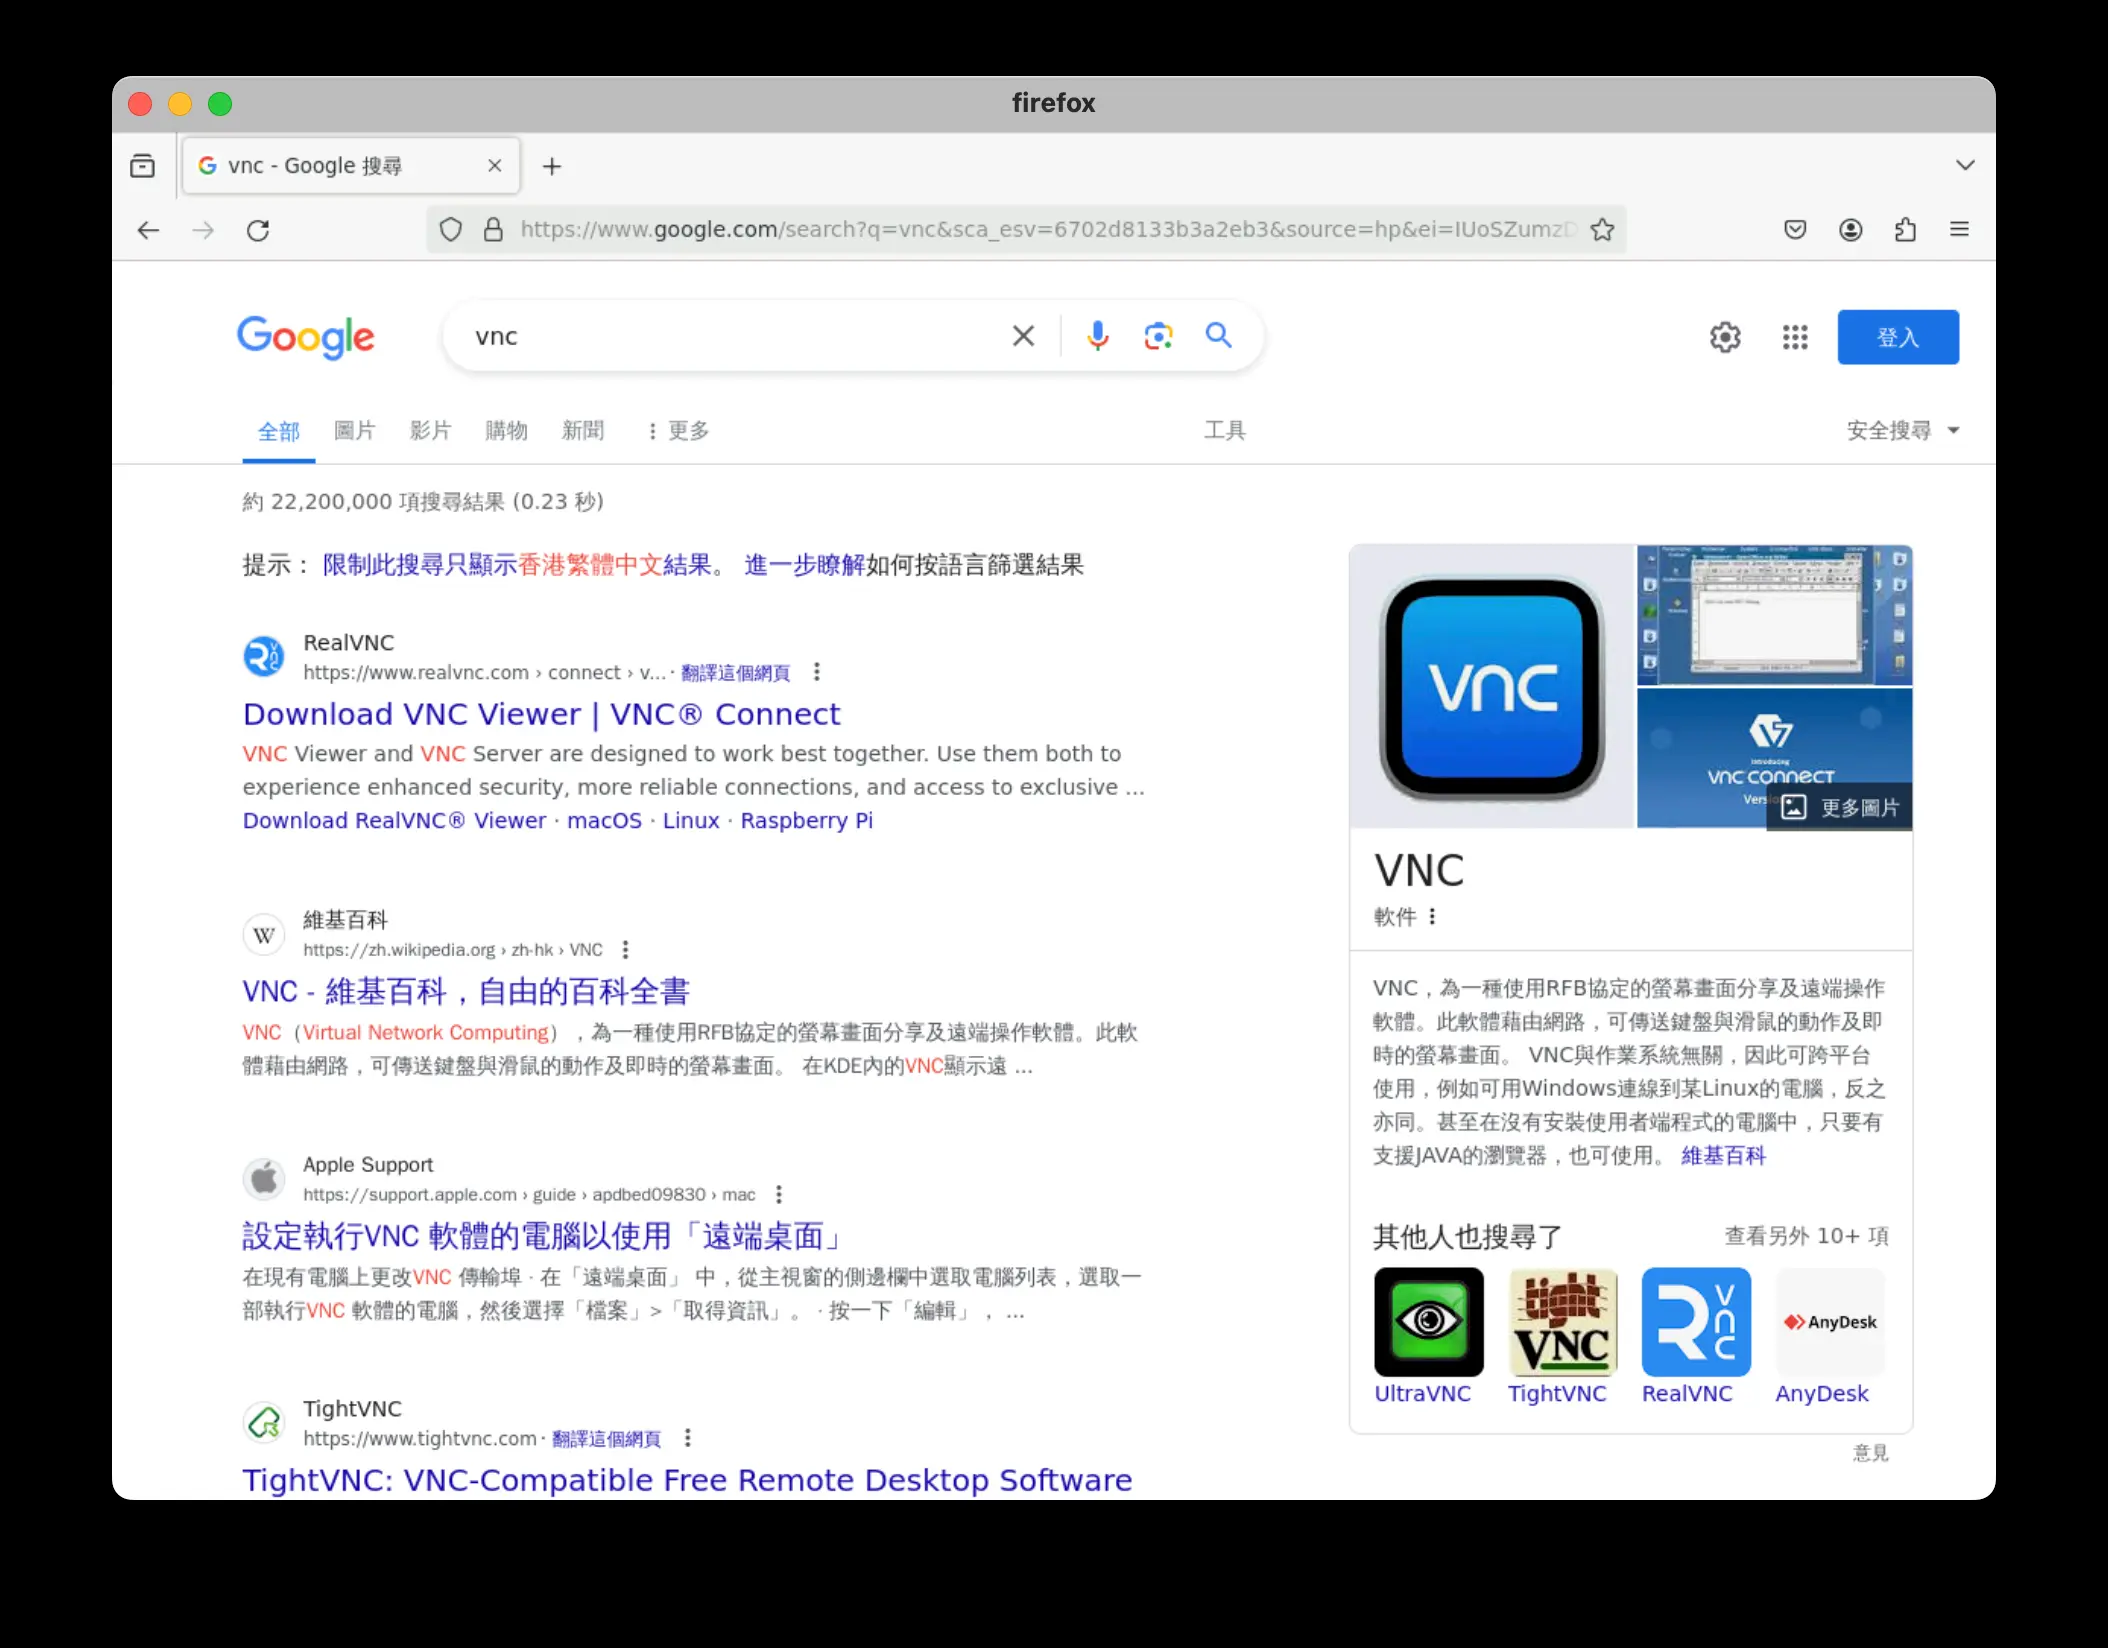 firefox
vnc - Google 搜尋
https://www.google.com/search?q=vnc&sca_esv=6702d8133b3a2eb3&source=hp&ei=IUoSZumzD
Google
vnc
登入
全部 圖片 影片 購物 新聞 更多 工具 安全搜尋
約 22,200,000 項搜尋結果 (0.23 秒)
提示： 限制此搜尋只顯示香港繁體中文結果。 進一步瞭解如何按語言篩選結果
RealVNC
https://www.realvnc.com › connect › v... · 翻譯這個網頁
Download VNC Viewer | VNC® Connect
VNC Viewer and VNC Server are designed to work best together. Use them both to
experience enhanced security, more reliable connections, and access to exclusive ...
Download RealVNC® Viewer · macOS · Linux · Raspberry Pi
維基百科
https://zh.wikipedia.org › zh-hk › VNC
VNC - 維基百科，自由的百科全書
VNC（Virtual Network Computing），為一種使用RFB協定的螢幕畫面分享及遠端操作軟體。此軟
體藉由網路，可傳送鍵盤與滑鼠的動作及即時的螢幕畫面。 在KDE內的VNC顯示遠 ...
Apple Support
https://support.apple.com › guide › apdbed09830 › mac
設定執行VNC 軟體的電腦以使用「遠端桌面」
在現有電腦上更改VNC 傳輸埠 · 在「遠端桌面」 中，從主視窗的側邊欄中選取電腦列表，選取一
部執行VNC 軟體的電腦，然後選擇「檔案」>「取得資訊」。 · 按一下「編輯」， ...
TightVNC
https://www.tightvnc.com · 翻譯這個網頁
TightVNC: VNC-Compatible Free Remote Desktop Software
vnc
Introducing
vnc connect
Versio
更多圖片
VNC
軟件
VNC，為一種使用RFB協定的螢幕畫面分享及遠端操作
軟體。此軟體藉由網路，可傳送鍵盤與滑鼠的動作及即
時的螢幕畫面。 VNC與作業系統無關，因此可跨平台
使用，例如可用Windows連線到某Linux的電腦，反之
亦同。甚至在沒有安裝使用者端程式的電腦中，只要有
支援JAVA的瀏覽器，也可使用。 維基百科
其他人也搜尋了 查看另外 10+ 項
tight VNC
R vnc
AnyDesk
UltraVNC TightVNC RealVNC AnyDesk
意見